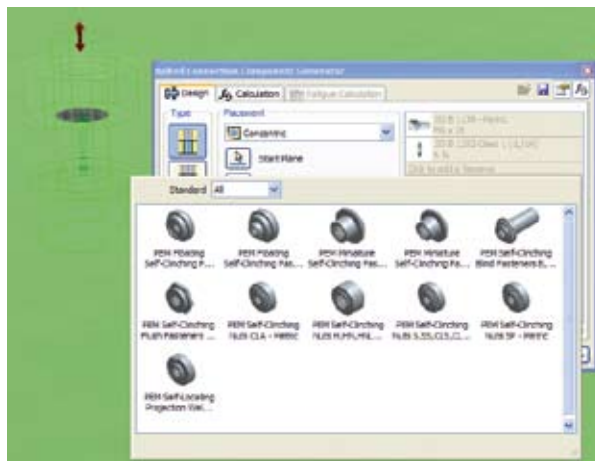 Bolted Connection Component Generator
Design
Calculation
Fatigue Calculation
Type
Placement
Concentric
Start Plane
Click to add a fastener
Standard
All
PEM Floating Self-Clinching F...
PEM Floating Self-Clinching Fas...
PEM Miniature Self-Clinching Fas...
PEM Miniature Self-Clinching Fa...
PEM Self-Clinching Blind Fasteners B, ...
PEM Self-Clinching Flush Fasteners ...
PEM Self-Clinching Nuts CLA - Metric
PEM Self-Clinching Nuts H,HN,HNL...
PEM Self-Clinching Nuts S,SS,CLS,CL...
PEM Self-Clinching Nuts SP - Metric
PEM Self-Locating Projection Wel...